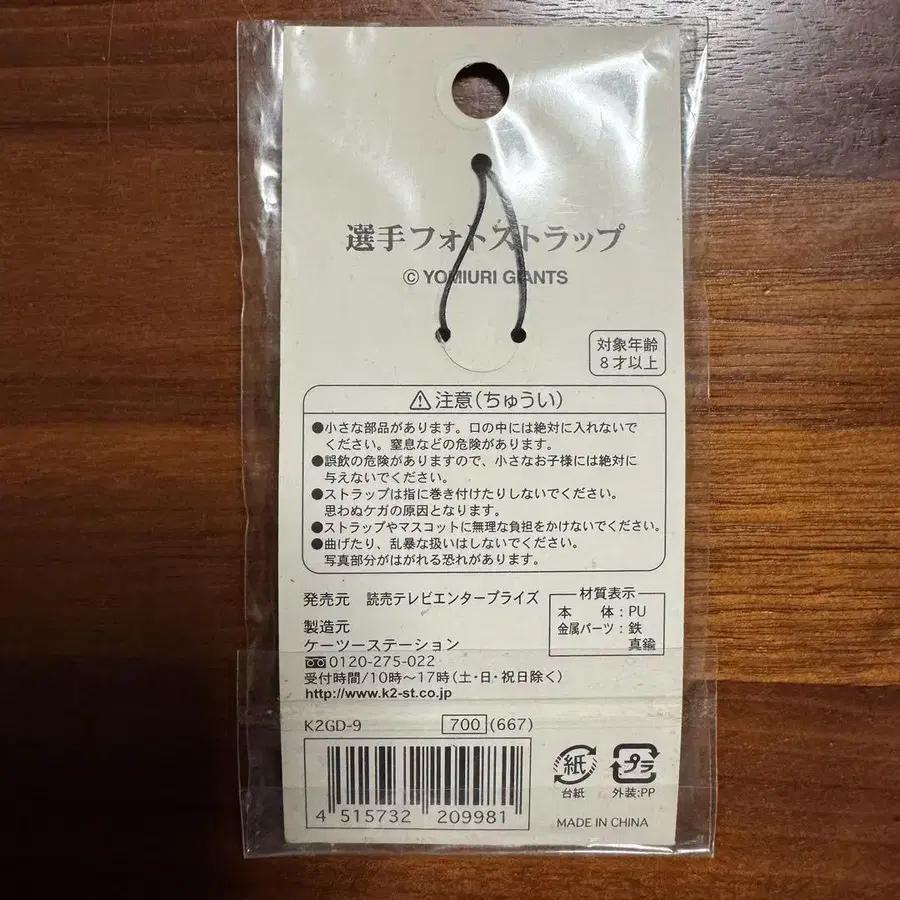 選手フォトストラップ
© YOMIURI GIANTS
対象年齢
8才以上
⚠注意(ちゅうい)
●小さな部品があります。口の中には絶対に入れないで
ください。窒息などの危険があります。
●誤飲の危険がありますので、小さなお子様には絶対に
与えないでください。
●ストラップは指に巻き付けたりしないでください。
思わぬケガの原因となります。
●ストラップやマスコットに無理な負担をかけないでください。
●曲げたり、乱暴な扱いはしないでください。
写真部分がはがれる恐れがあります。
発売元 読売テレビエンタープライズ
製造元
ケーツーステーション
0120-275-022
受付時間/10時〜17時(土・日・祝日除く)
http://www.k2-st.co.jp
材質表示
本 体:PU
金属パーツ:鉄
真鍮
K2GD-9 700 (667)
4 515732 209981
紙
台紙
プラ
外装:PP
MADE IN CHINA